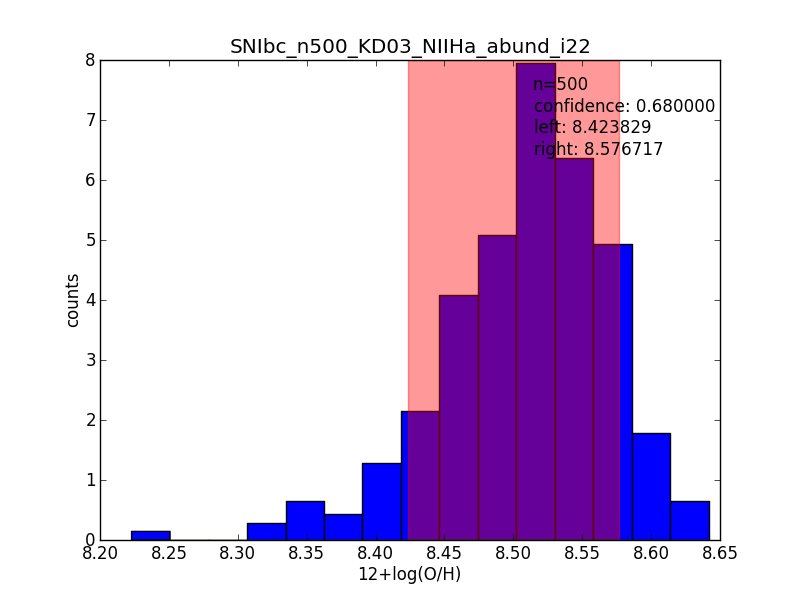 SNIbc_n500_KD03_NIIHa_abund_i22
8
7
6
5
4
3
2
1
0
counts
n=500
confidence: 0.680000
left: 8.423829
right: 8.576717
8.20 8.25 8.30 8.35 8.40 8.45 8.50 8.55 8.60 8.65
12+log(O/H)